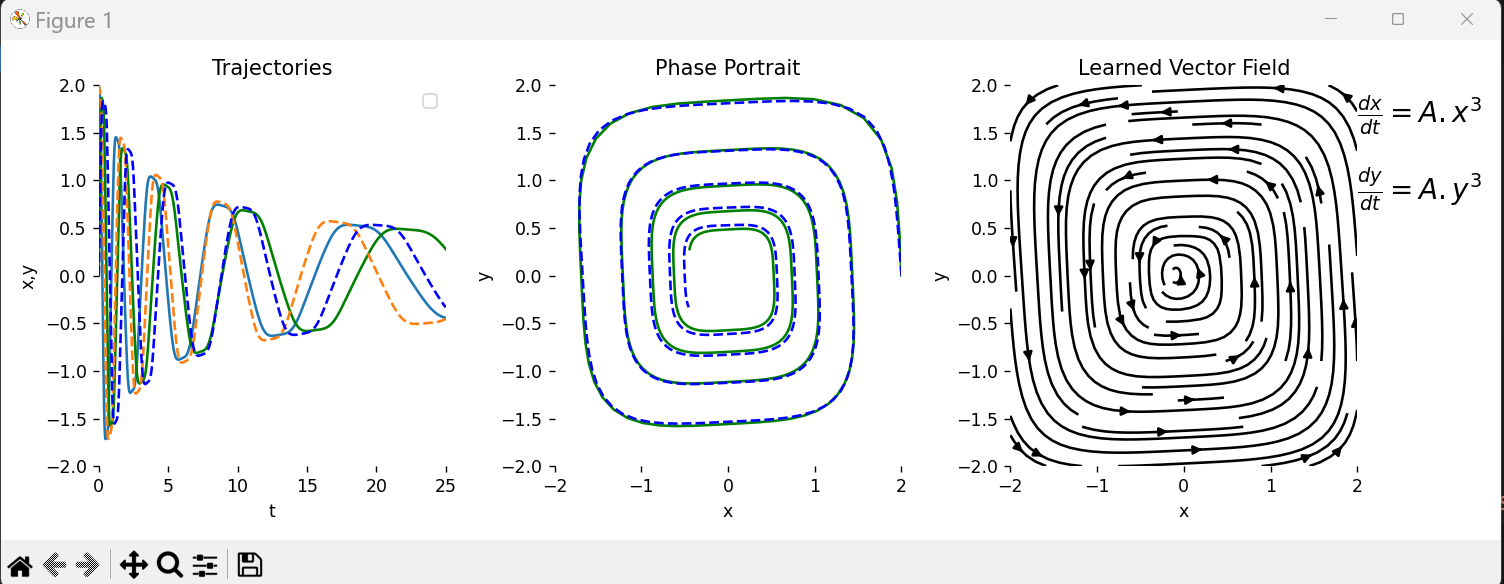 Figure 1
Trajectories
2.0
1.5
1.0
0.5
0.0
−0.5
−1.0
−1.5
−2.0
x,y
0 5 10 15 20 25
t
Phase Portrait
2.0
1.5
1.0
0.5
0.0
−0.5
−1.0
−1.5
−2.0
y
−2 −1 0 1 2
x
Learned Vector Field
2.0
1.5
1.0
0.5
0.0
−0.5
−1.0
−1.5
−2.0
y
−2 −1 0 1 2
x
dx/dt = A.x³
dy/dt = A.y³